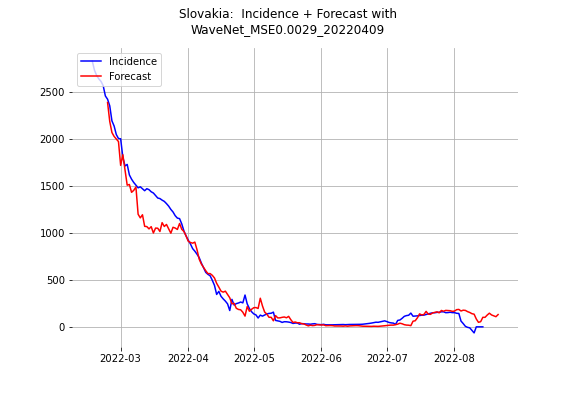 Slovakia:  Incidence + Forecast with
WaveNet_MSE0.0029_20220409
Incidence
Forecast
2500
2000
1500
1000
500
0
2022-03 2022-04 2022-05 2022-06 2022-07 2022-08